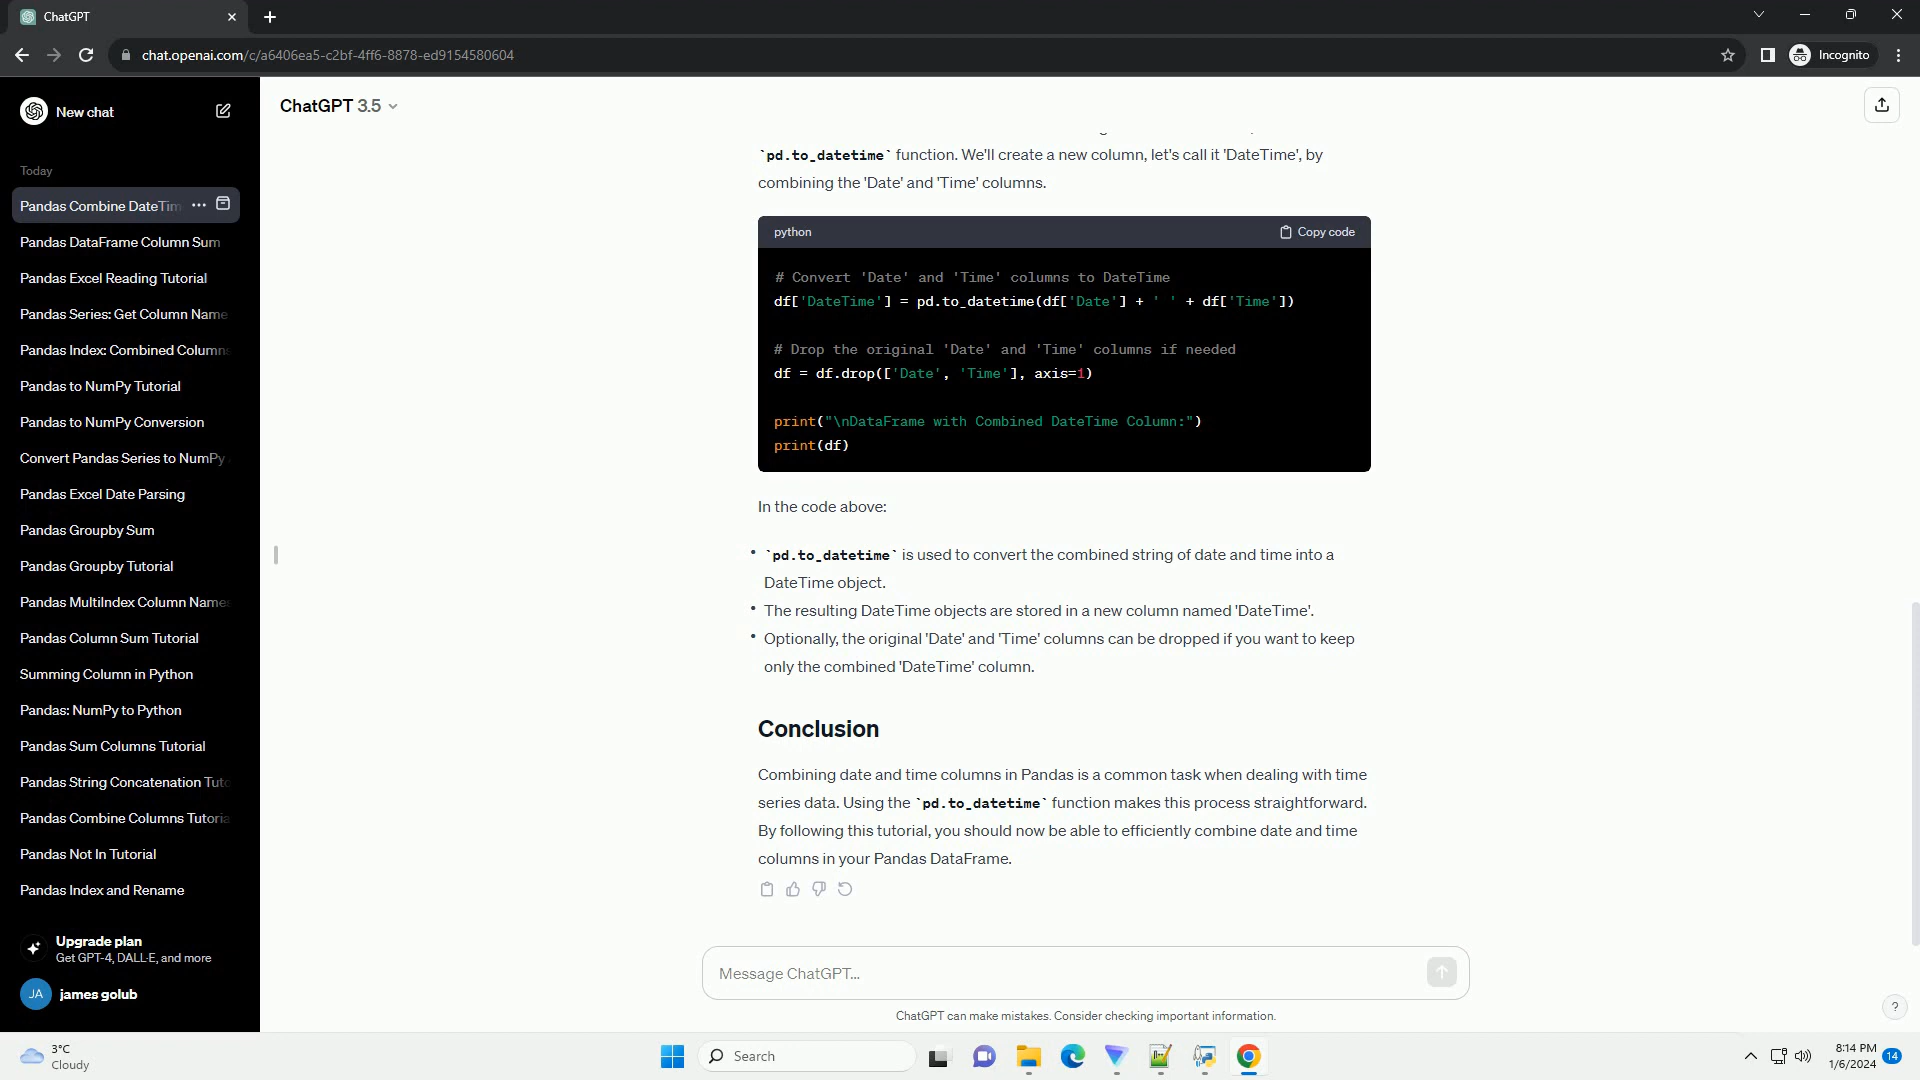 ChatGPT
chat.openai.com/c/a6406ea5-c2bf-4ff6-8878-ed9154580604
Incognito
New chat
Today
Pandas Combine DateTim
Pandas DataFrame Column Sum
Pandas Excel Reading Tutorial
Pandas Series: Get Column Name
Pandas Index: Combined Columns
Pandas to NumPy Tutorial
Pandas to NumPy Conversion
Convert Pandas Series to NumPy
Pandas Excel Date Parsing
Pandas Groupby Sum
Pandas Groupby Tutorial
Pandas MultiIndex Column Names
Pandas Column Sum Tutorial
Summing Column in Python
Pandas: NumPy to Python
Pandas Sum Columns Tutorial
Pandas String Concatenation Tuto
Pandas Combine Columns Tutoria
Pandas Not In Tutorial
Pandas Index and Rename
Upgrade plan
Get GPT-4, DALL·E, and more
JA
james golub
ChatGPT 3.5
`pd.to_datetime` function. We'll create a new column, let's call it 'DateTime', by
combining the 'Date' and 'Time' columns.
python
Copy code
# Convert 'Date' and 'Time' columns to DateTime
df['DateTime'] = pd.to_datetime(df['Date'] + ' ' + df['Time'])
# Drop the original 'Date' and 'Time' columns if needed
df = df.drop(['Date', 'Time'], axis=1)
print("\nDataFrame with Combined DateTime Column:")
print(df)
In the code above:
• `pd.to_datetime` is used to convert the combined string of date and time into a
DateTime object.
• The resulting DateTime objects are stored in a new column named 'DateTime'.
• Optionally, the original 'Date' and 'Time' columns can be dropped if you want to keep
only the combined 'DateTime' column.
Conclusion
Combining date and time columns in Pandas is a common task when dealing with time
series data. Using the `pd.to_datetime` function makes this process straightforward.
By following this tutorial, you should now be able to efficiently combine date and time
columns in your Pandas DataFrame.
Message ChatGPT...
ChatGPT can make mistakes. Consider checking important information.
?
3°C
Cloudy
Search
8:14 PM
1/6/2024
14